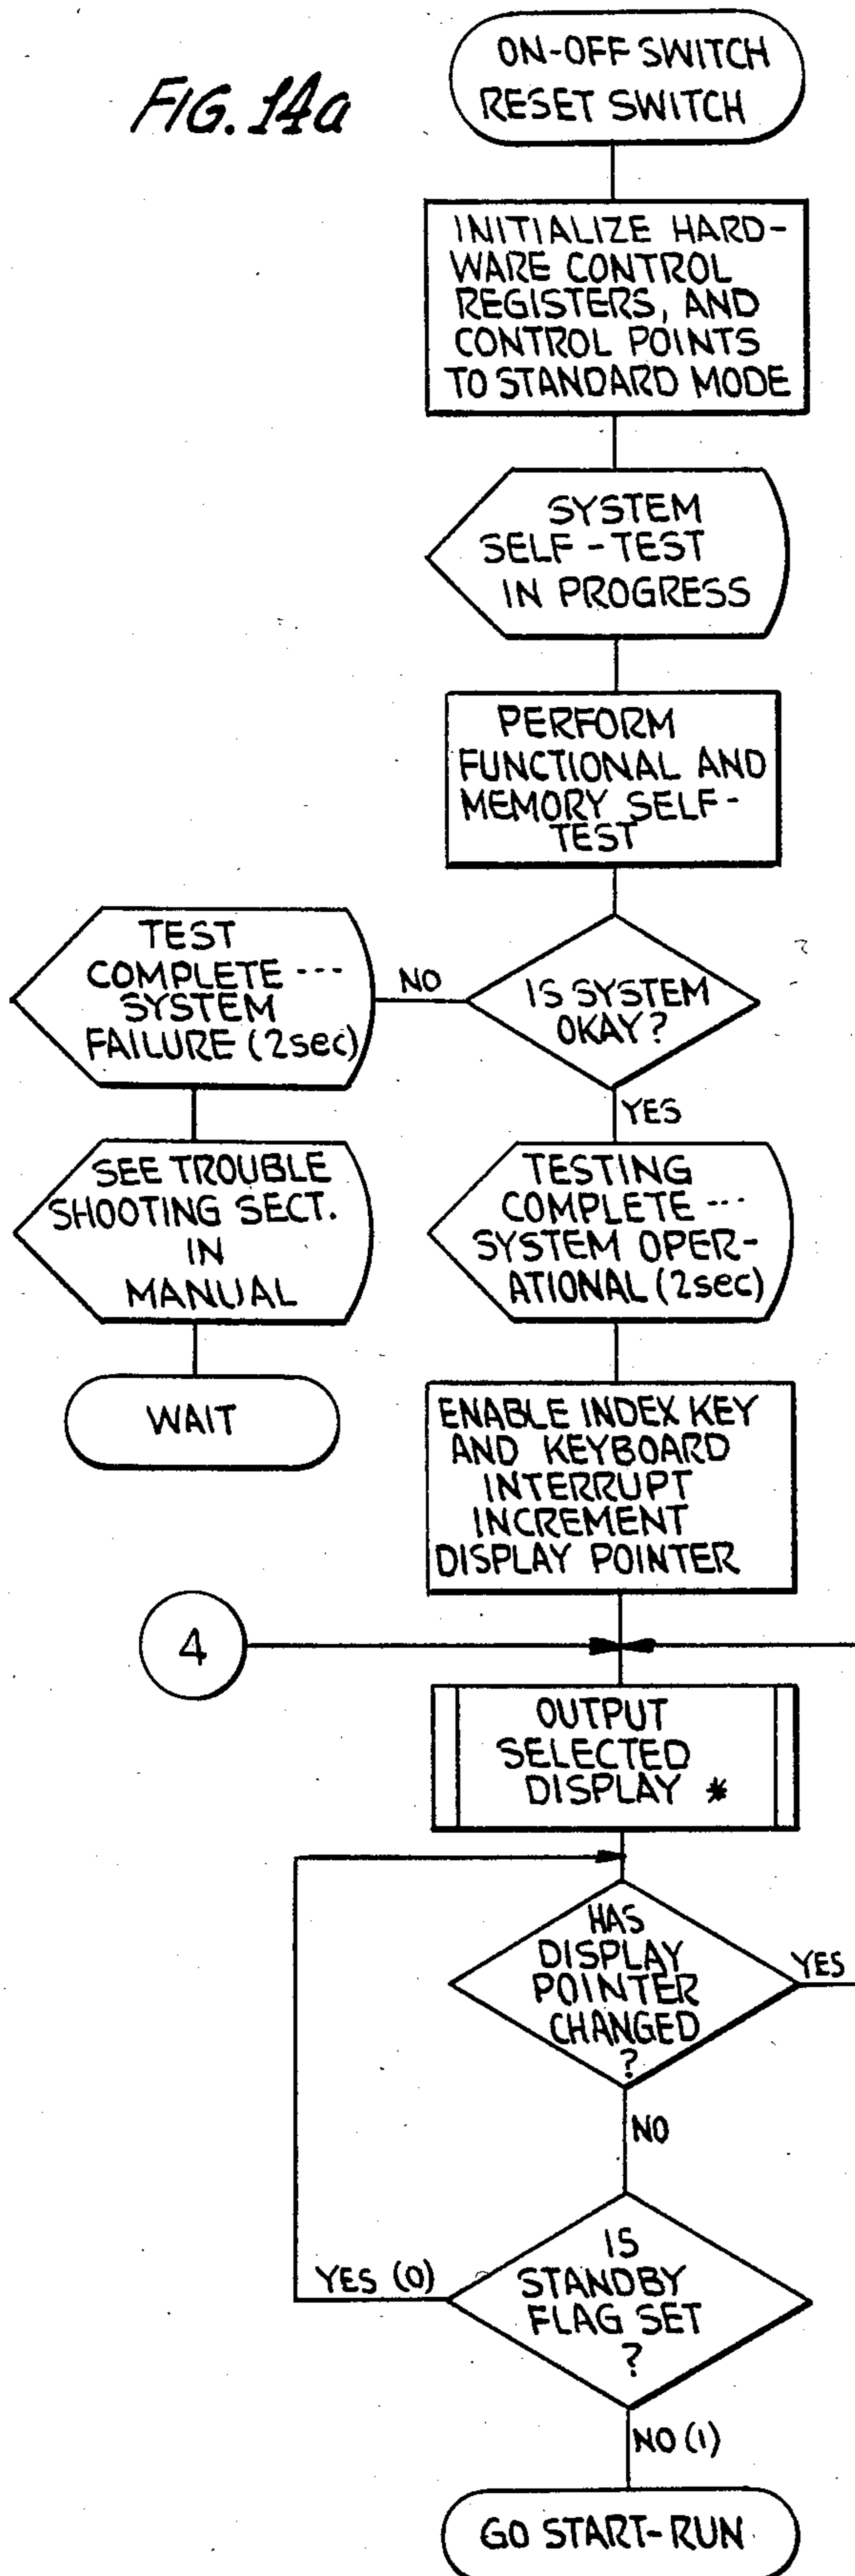 FIG. 14a
ON-OFF SWITCH
RESET SWITCH
INITIALIZE HARD-
WARE CONTROL
REGISTERS, AND
CONTROL POINTS
TO STANDARD MODE
SYSTEM
SELF-TEST
IN PROGRESS
PERFORM
FUNCTIONAL AND
MEMORY SELF-
TEST
IS SYSTEM
OKAY?
NO
TEST
COMPLETE ---
SYSTEM
FAILURE (2sec)
SEE TROUBLE
SHOOTING SECT.
IN
MANUAL
WAIT
YES
TESTING
COMPLETE ---
SYSTEM OPER-
ATIONAL (2sec)
ENABLE INDEX KEY
AND KEYBOARD
INTERRUPT
INCREMENT
DISPLAY POINTER
4
OUTPUT
SELECTED
DISPLAY *
HAS
DISPLAY
POINTER
CHANGED
?
YES
NO
IS
STANDBY
FLAG SET
?
YES (0)
NO (1)
GO START-RUN